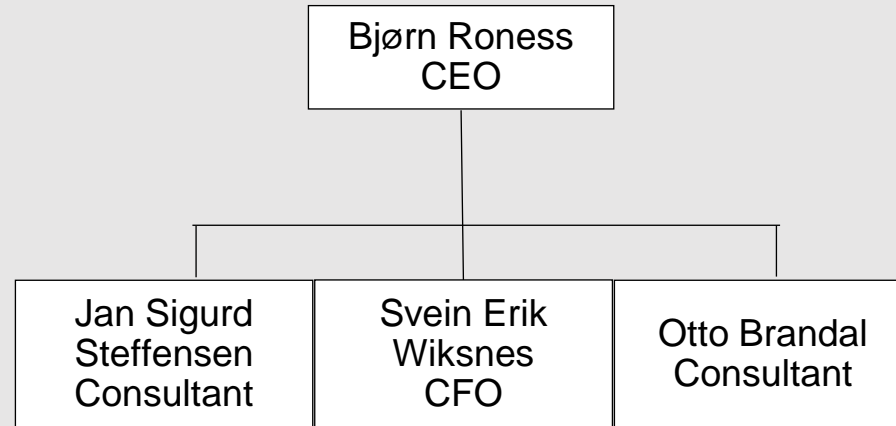 Bjørn Roness
CEO
Jan Sigurd
Steffensen
Consultant
Svein Erik
Wiksnes
CFO
Otto Brandal
Consultant